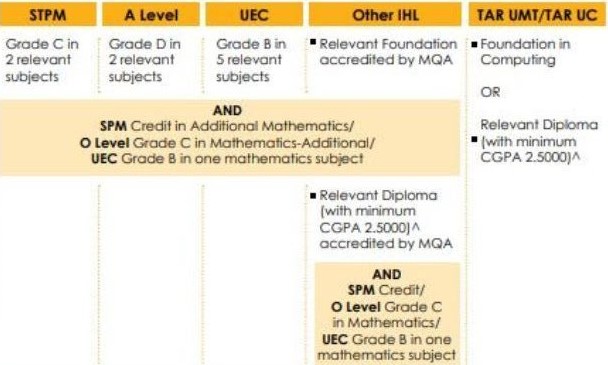 STPM
A Level
UEC
Other IHL
TAR UMT/TAR UC
Grade C in
2 relevant
subjects
Grade D in
2 relevant
subjects
Grade B in
5 relevant
subjects
▪ Relevant Foundation
accredited by MQA
▪ Foundation in
Computing
OR
Relevant Diploma
▪ (with minimum
CGPA 2.5000)^
AND
SPM Credit in Additional Mathematics/
O Level Grade C in Mathematics-Additional/
UEC Grade B in one mathematics subject
▪ Relevant Diploma
(with minimum
CGPA 2.5000)^
accredited by MQA
AND
SPM Credit/
O Level Grade C
in Mathematics/
UEC Grade B in one
mathematics subject